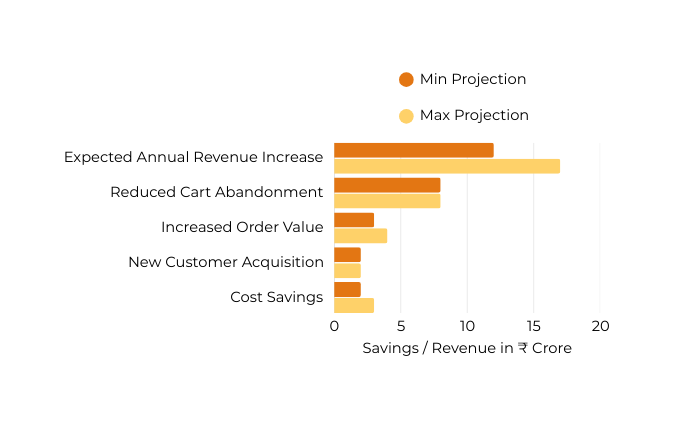 Min Projection
Max Projection
Expected Annual Revenue Increase
Reduced Cart Abandonment
Increased Order Value
New Customer Acquisition
Cost Savings
0 5 10 15 20
Savings / Revenue in ₹ Crore